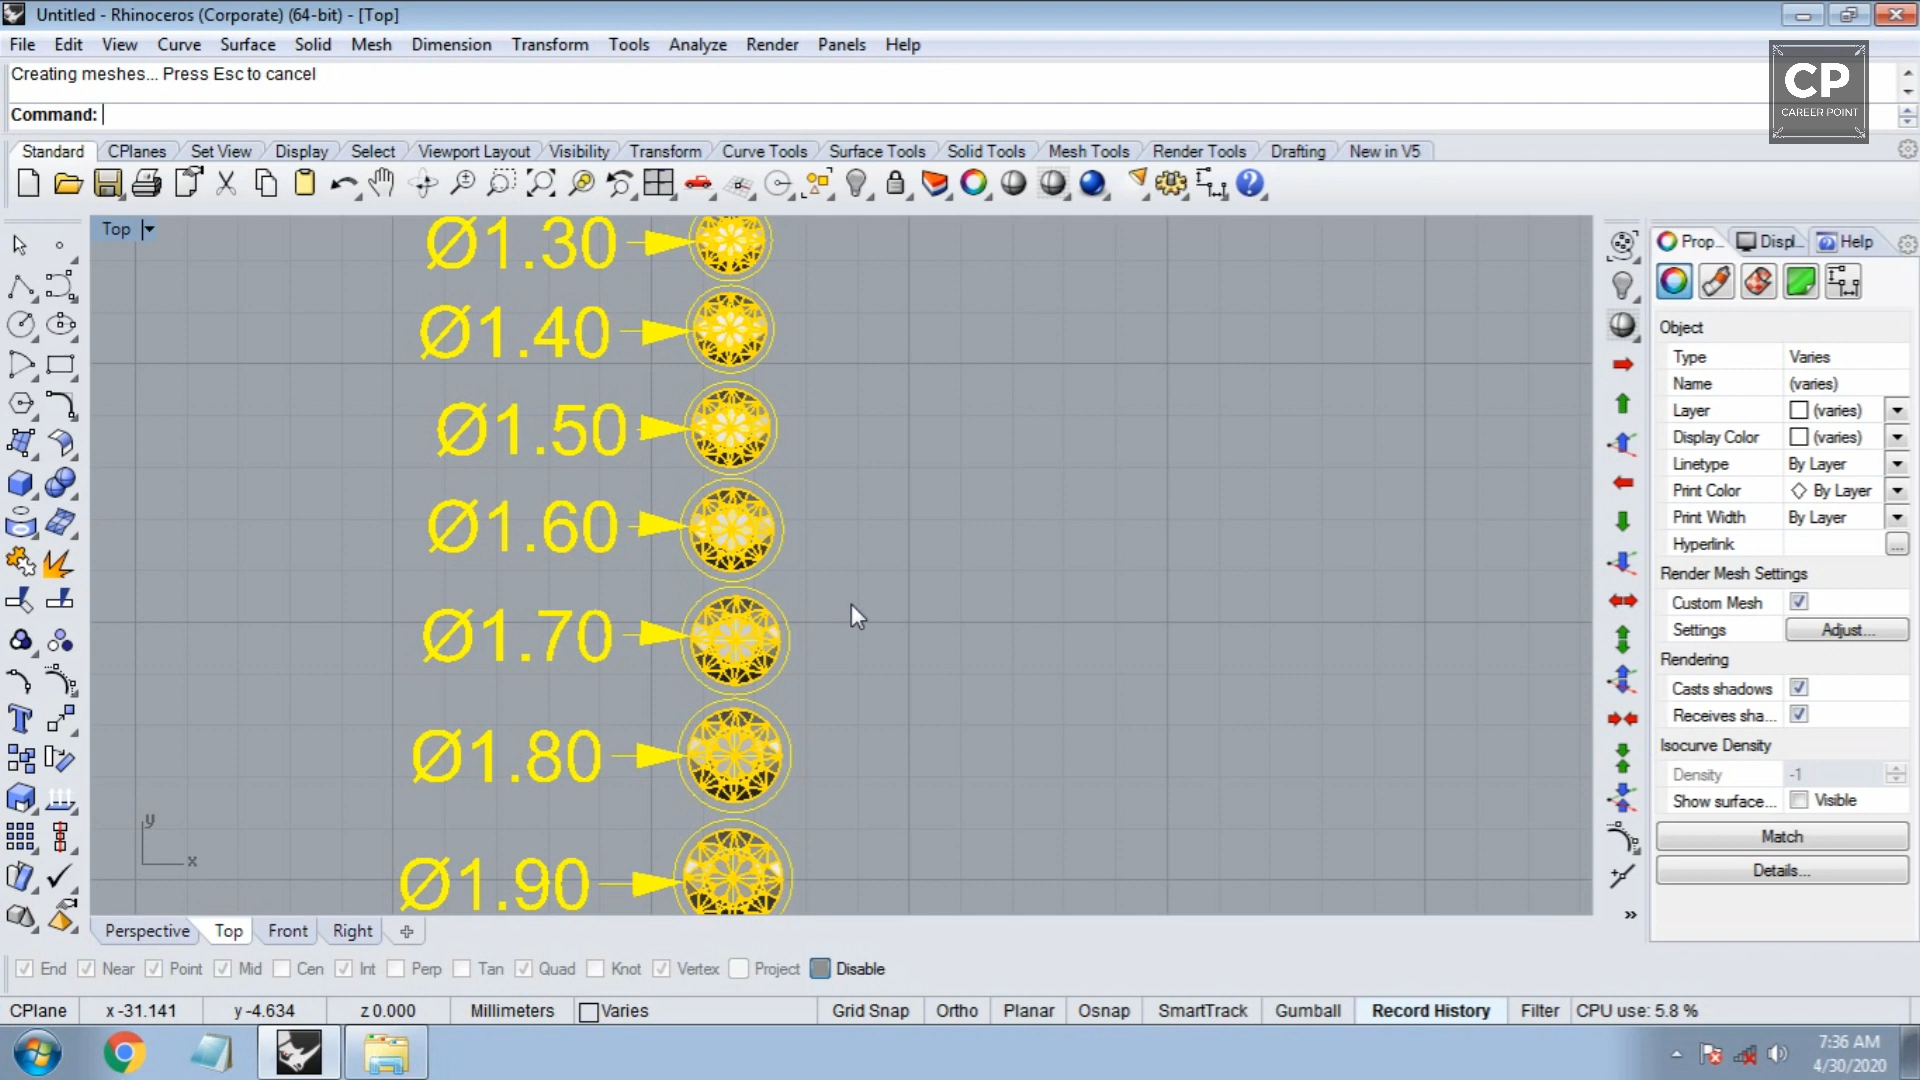 Untitled - Rhinoceros (Corporate) (64-bit) - [Top]
File Edit View Curve Surface Solid Mesh Dimension Transform Tools Analyze Render Panels Help
Creating meshes... Press Esc to cancel
Command:
CP
CAREER POINT
Standard CPlanes Set View Display Select Viewport Layout Visibility Transform Curve Tools Surface Tools Solid Tools Mesh Tools Render Tools Drafting New in V5
Top
Ø1.30
Ø1.40
Ø1.50
Ø1.60
Ø1.70
Ø1.80
Ø1.90
y
x
Prop... Displ... Help
Object
Type Varies
Name (varies)
Layer (varies)
Display Color (varies)
Linetype By Layer
Print Color By Layer
Print Width By Layer
Hyperlink ...
Render Mesh Settings
Custom Mesh
Settings Adjust...
Rendering
Casts shadows
Receives sha...
Isocurve Density
Density -1
Show surface... Visible
Match
Details...
Perspective Top Front Right
End Near Point Mid Cen Int Perp Tan Quad Knot Vertex Project Disable
CPlane x -31.141 y -4.634 z 0.000 Millimeters Varies Grid Snap Ortho Planar Osnap SmartTrack Gumball Record History Filter CPU use: 5.8 %
7:36 AM
4/30/2020